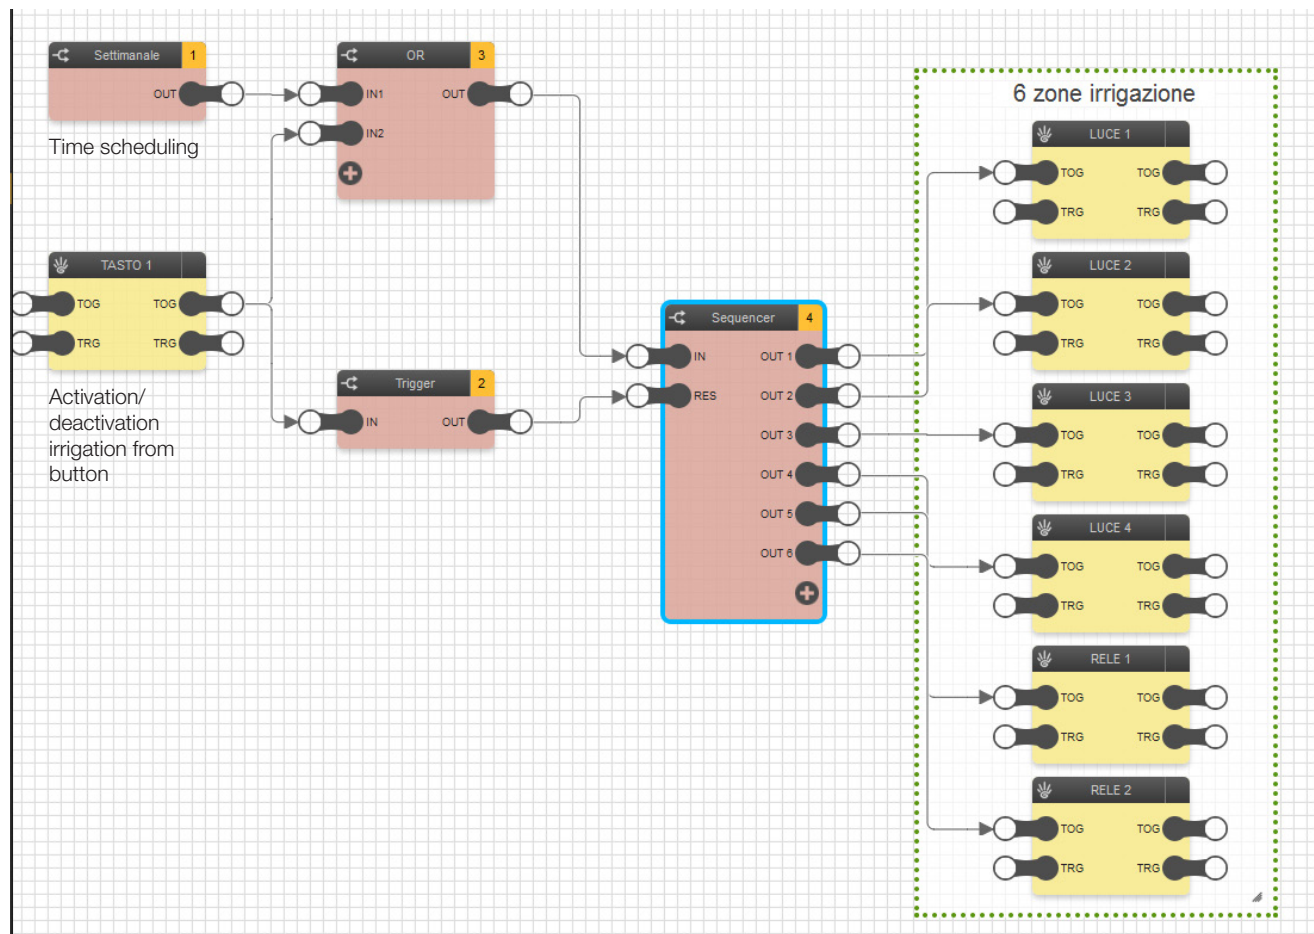 Settimanale 1
OUT
Time scheduling
OR 3
IN1 OUT
IN2
TASTO 1
TOG TOG
TRG TRG
Activation/
deactivation
irrigation from
button
Trigger 2
IN OUT
Sequencer 4
IN OUT 1
RES OUT 2
OUT 3
OUT 4
OUT 5
OUT 6
6 zone irrigazione
LUCE 1
TOG TOG
TRG TRG
LUCE 2
TOG TOG
TRG TRG
LUCE 3
TOG TOG
TRG TRG
LUCE 4
TOG TOG
TRG TRG
RELE 1
TOG TOG
TRG TRG
RELE 2
TOG TOG
TRG TRG